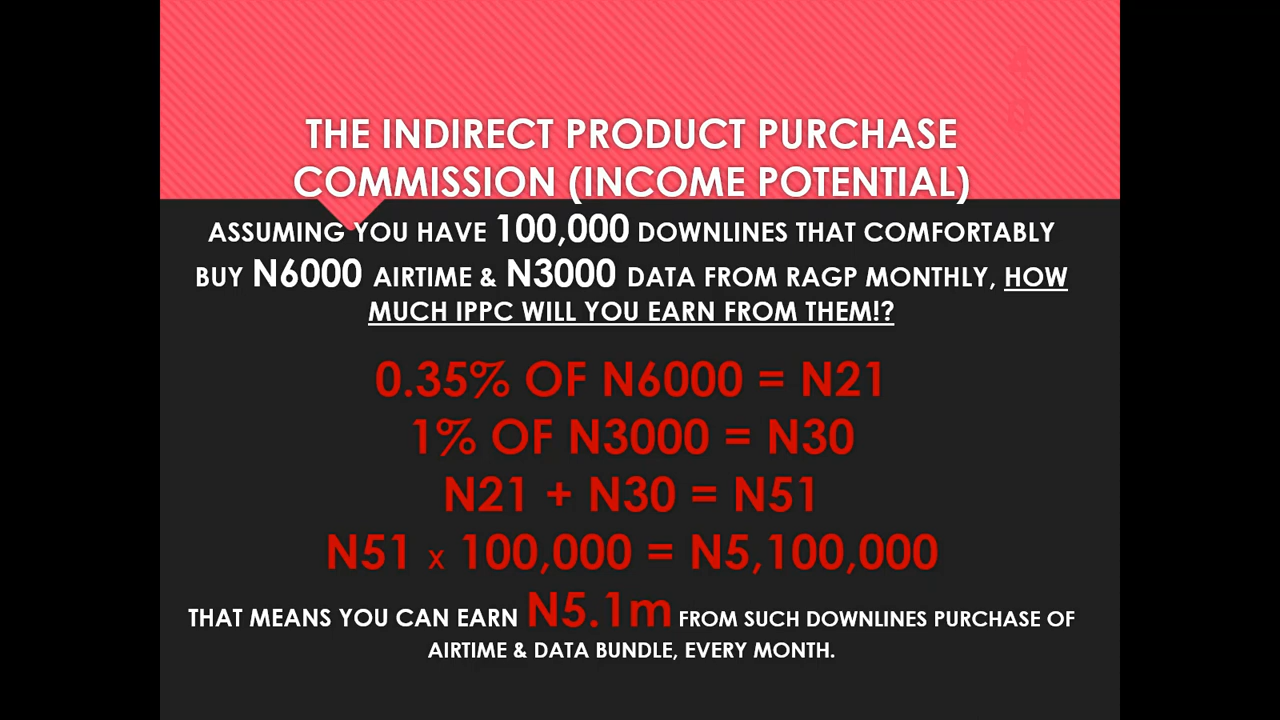 THE INDIRECT PRODUCT PURCHASE
COMMISSION (INCOME POTENTIAL)
ASSUMING YOU HAVE 100,000 DOWNLINES THAT COMFORTABLY
BUY N6000 AIRTIME & N3000 DATA FROM RAGP MONTHLY, HOW
MUCH IPPC WILL YOU EARN FROM THEM!?
0.35% OF N6000 = N21
1% OF N3000 = N30
N21 + N30 = N51
N51 x 100,000 = N5,100,000
THAT MEANS YOU CAN EARN N5.1m FROM SUCH DOWNLINES PURCHASE OF
AIRTIME & DATA BUNDLE, EVERY MONTH.